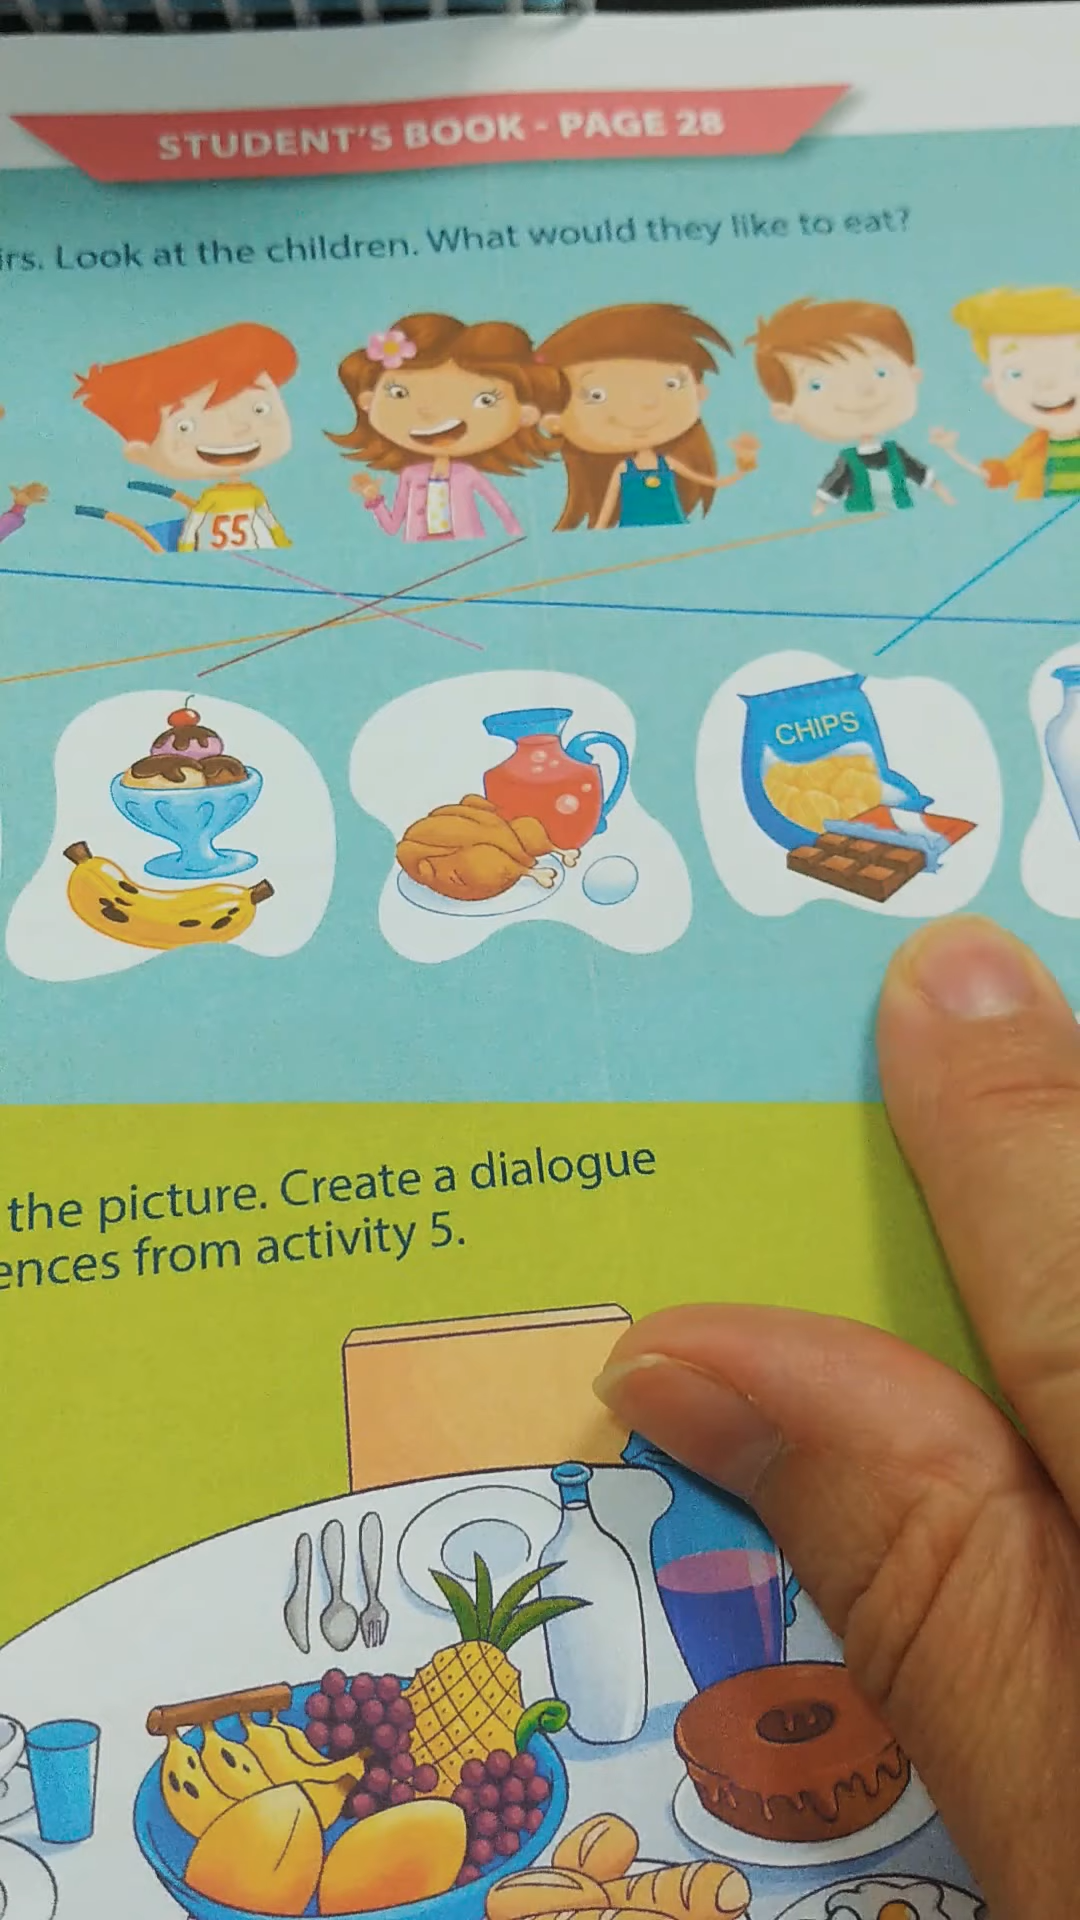 STUDENT'S BOOK - PAGE 28
irs. Look at the children. What would they like to eat?
55
CHIPS
the picture. Create a dialogue
ences from activity 5.